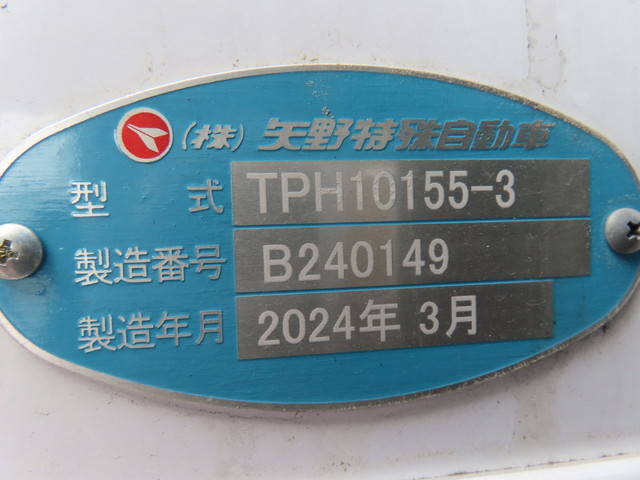 (株) 矢野特殊自動車
型 式 TPH10155-3
製造番号 B240149
製造年月 2024年 3月